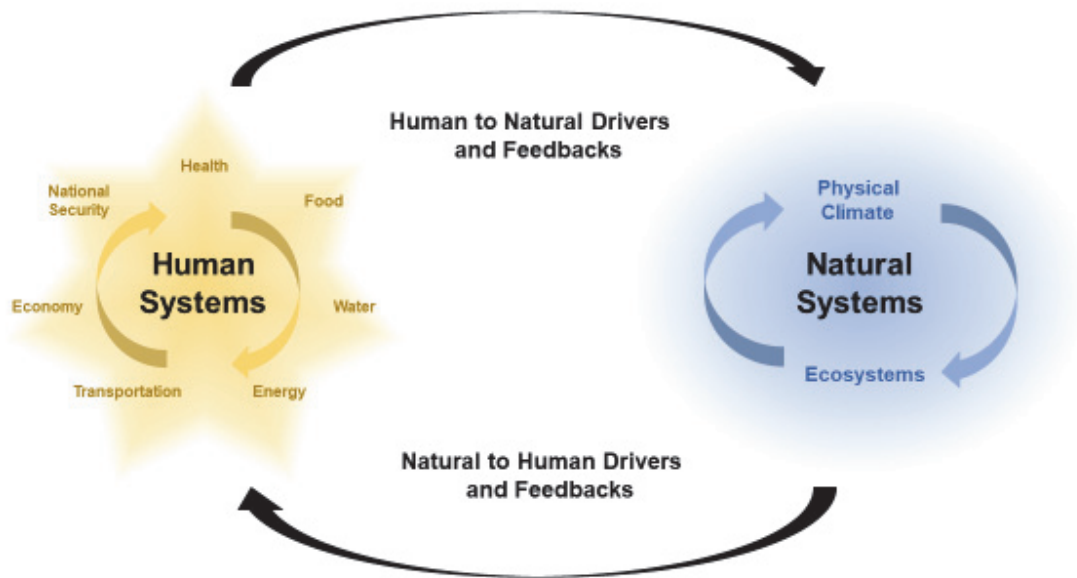 Human to Natural Drivers
and Feedbacks
Health
National
Security
Food
Human
Systems
Economy
Water
Transportation
Energy
Physical
Climate
Natural
Systems
Ecosystems
Natural to Human Drivers
and Feedbacks